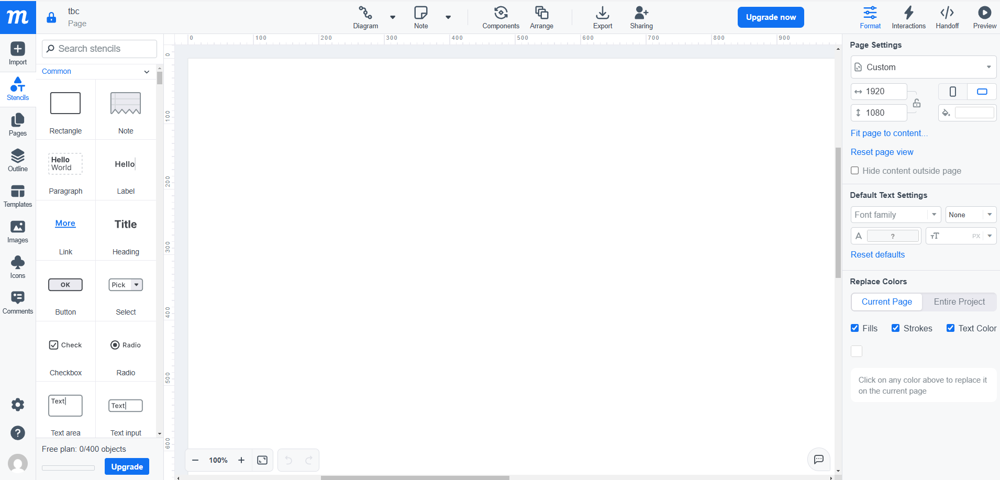 m
tbc
Page
Diagram
Note
Components
Arrange
Export
Sharing
Upgrade now
Format
Interactions
Handoff
Preview
Import
Stencils
Pages
Outline
Templates
Images
Icons
Comments
Search stencils
Common
Rectangle
Note
Hello
World
Paragraph
Hello
Label
More
Link
Title
Heading
OK
Button
Pick
Select
Check
Checkbox
Radio
Radio
Text
Text area
Text
Text input
Free plan: 0/400 objects
Upgrade
0 100 200 300 400 500 600 700 800 900
0
100
200
300
400
500
600
100%
Page Settings
Custom
1920
1080
Fit page to content...
Reset page view
Hide content outside page
Default Text Settings
Font family
None
A ?
TT PX
Reset defaults
Replace Colors
Current Page
Entire Project
Fills
Strokes
Text Color
Click on any color above to replace it
on the current page